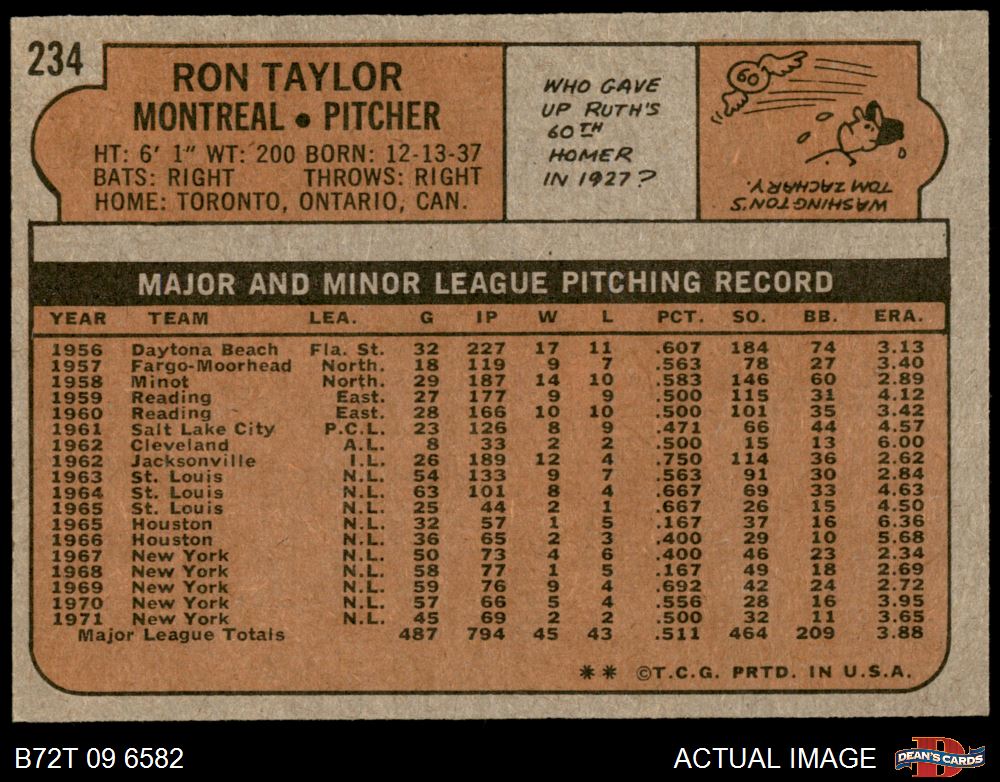 234
RON TAYLOR
MONTREAL • PITCHER
HT: 6' 1" WT: 200 BORN: 12-13-37
BATS: RIGHT THROWS: RIGHT
HOME: TORONTO, ONTARIO, CAN.
WHO GAVE
UP RUTH'S
60TH
HOMER
IN 1927?
60
WASHINGTON'S
TOM ZACHARY.
MAJOR AND MINOR LEAGUE PITCHING RECORD
YEAR TEAM LEA. G IP W L PCT. SO. BB. ERA.
1956 Daytona Beach Fla. St. 32 227 17 11 .607 184 74 3.13
1957 Fargo-Moorhead North. 18 119 9 7 .563 78 27 3.40
1958 Minot North. 29 187 14 10 .583 146 60 2.89
1959 Reading East. 27 177 9 9 .500 115 31 4.12
1960 Reading East. 28 166 10 10 .500 101 35 3.42
1961 Salt Lake City P.C.L. 23 126 8 9 .471 66 44 4.57
1962 Cleveland A.L. 8 33 2 2 .500 15 13 6.00
1962 Jacksonville I.L. 26 189 12 4 .750 114 36 2.62
1963 St. Louis N.L. 54 133 9 7 .563 91 30 2.84
1964 St. Louis N.L. 63 101 8 4 .667 69 33 4.63
1965 St. Louis N.L. 25 44 2 1 .667 26 15 4.50
1965 Houston N.L. 32 57 1 5 .167 37 16 6.36
1966 Houston N.L. 36 65 2 3 .400 29 10 5.68
1967 New York N.L. 50 73 4 6 .400 46 23 2.34
1968 New York N.L. 58 77 1 5 .167 49 18 2.69
1969 New York N.L. 59 76 9 4 .692 42 24 2.72
1970 New York N.L. 57 66 5 4 .556 28 16 3.95
1971 New York N.L. 45 69 2 2 .500 32 11 3.65
Major League Totals 487 794 45 43 .511 464 209 3.88
** ©T.C.G. PRTD. IN U.S.A.
B72T 09 6582
ACTUAL IMAGE
D
DEAN'S CARDS